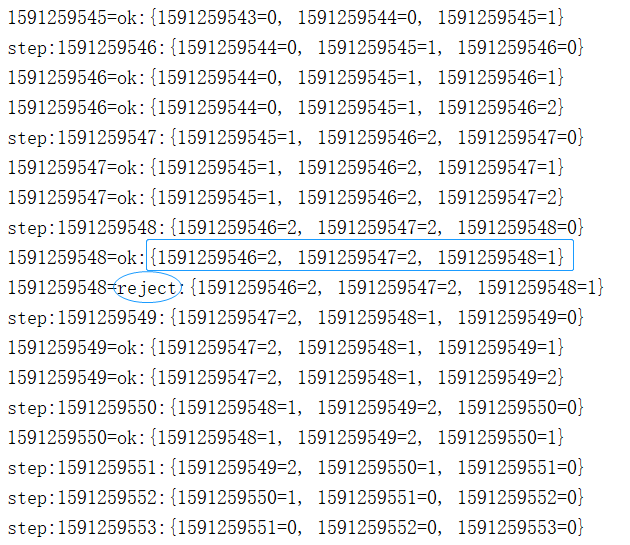 1591259545=ok:{1591259543=0, 1591259544=0, 1591259545=1}
step:1591259546:{1591259544=0, 1591259545=1, 1591259546=0}
1591259546=ok:{1591259544=0, 1591259545=1, 1591259546=1}
1591259546=ok:{1591259544=0, 1591259545=1, 1591259546=2}
step:1591259547:{1591259545=1, 1591259546=2, 1591259547=0}
1591259547=ok:{1591259545=1, 1591259546=2, 1591259547=1}
1591259547=ok:{1591259545=1, 1591259546=2, 1591259547=2}
step:1591259548:{1591259546=2, 1591259547=2, 1591259548=0}
1591259548=ok:{1591259546=2, 1591259547=2, 1591259548=1}
1591259548=reject:{1591259546=2, 1591259547=2, 1591259548=1}
step:1591259549:{1591259547=2, 1591259548=1, 1591259549=0}
1591259549=ok:{1591259547=2, 1591259548=1, 1591259549=1}
1591259549=ok:{1591259547=2, 1591259548=1, 1591259549=2}
step:1591259550:{1591259548=1, 1591259549=2, 1591259550=0}
1591259550=ok:{1591259548=1, 1591259549=2, 1591259550=1}
step:1591259551:{1591259549=2, 1591259550=1, 1591259551=0}
step:1591259552:{1591259550=1, 1591259551=0, 1591259552=0}
step:1591259553:{1591259551=0, 1591259552=0, 1591259553=0}